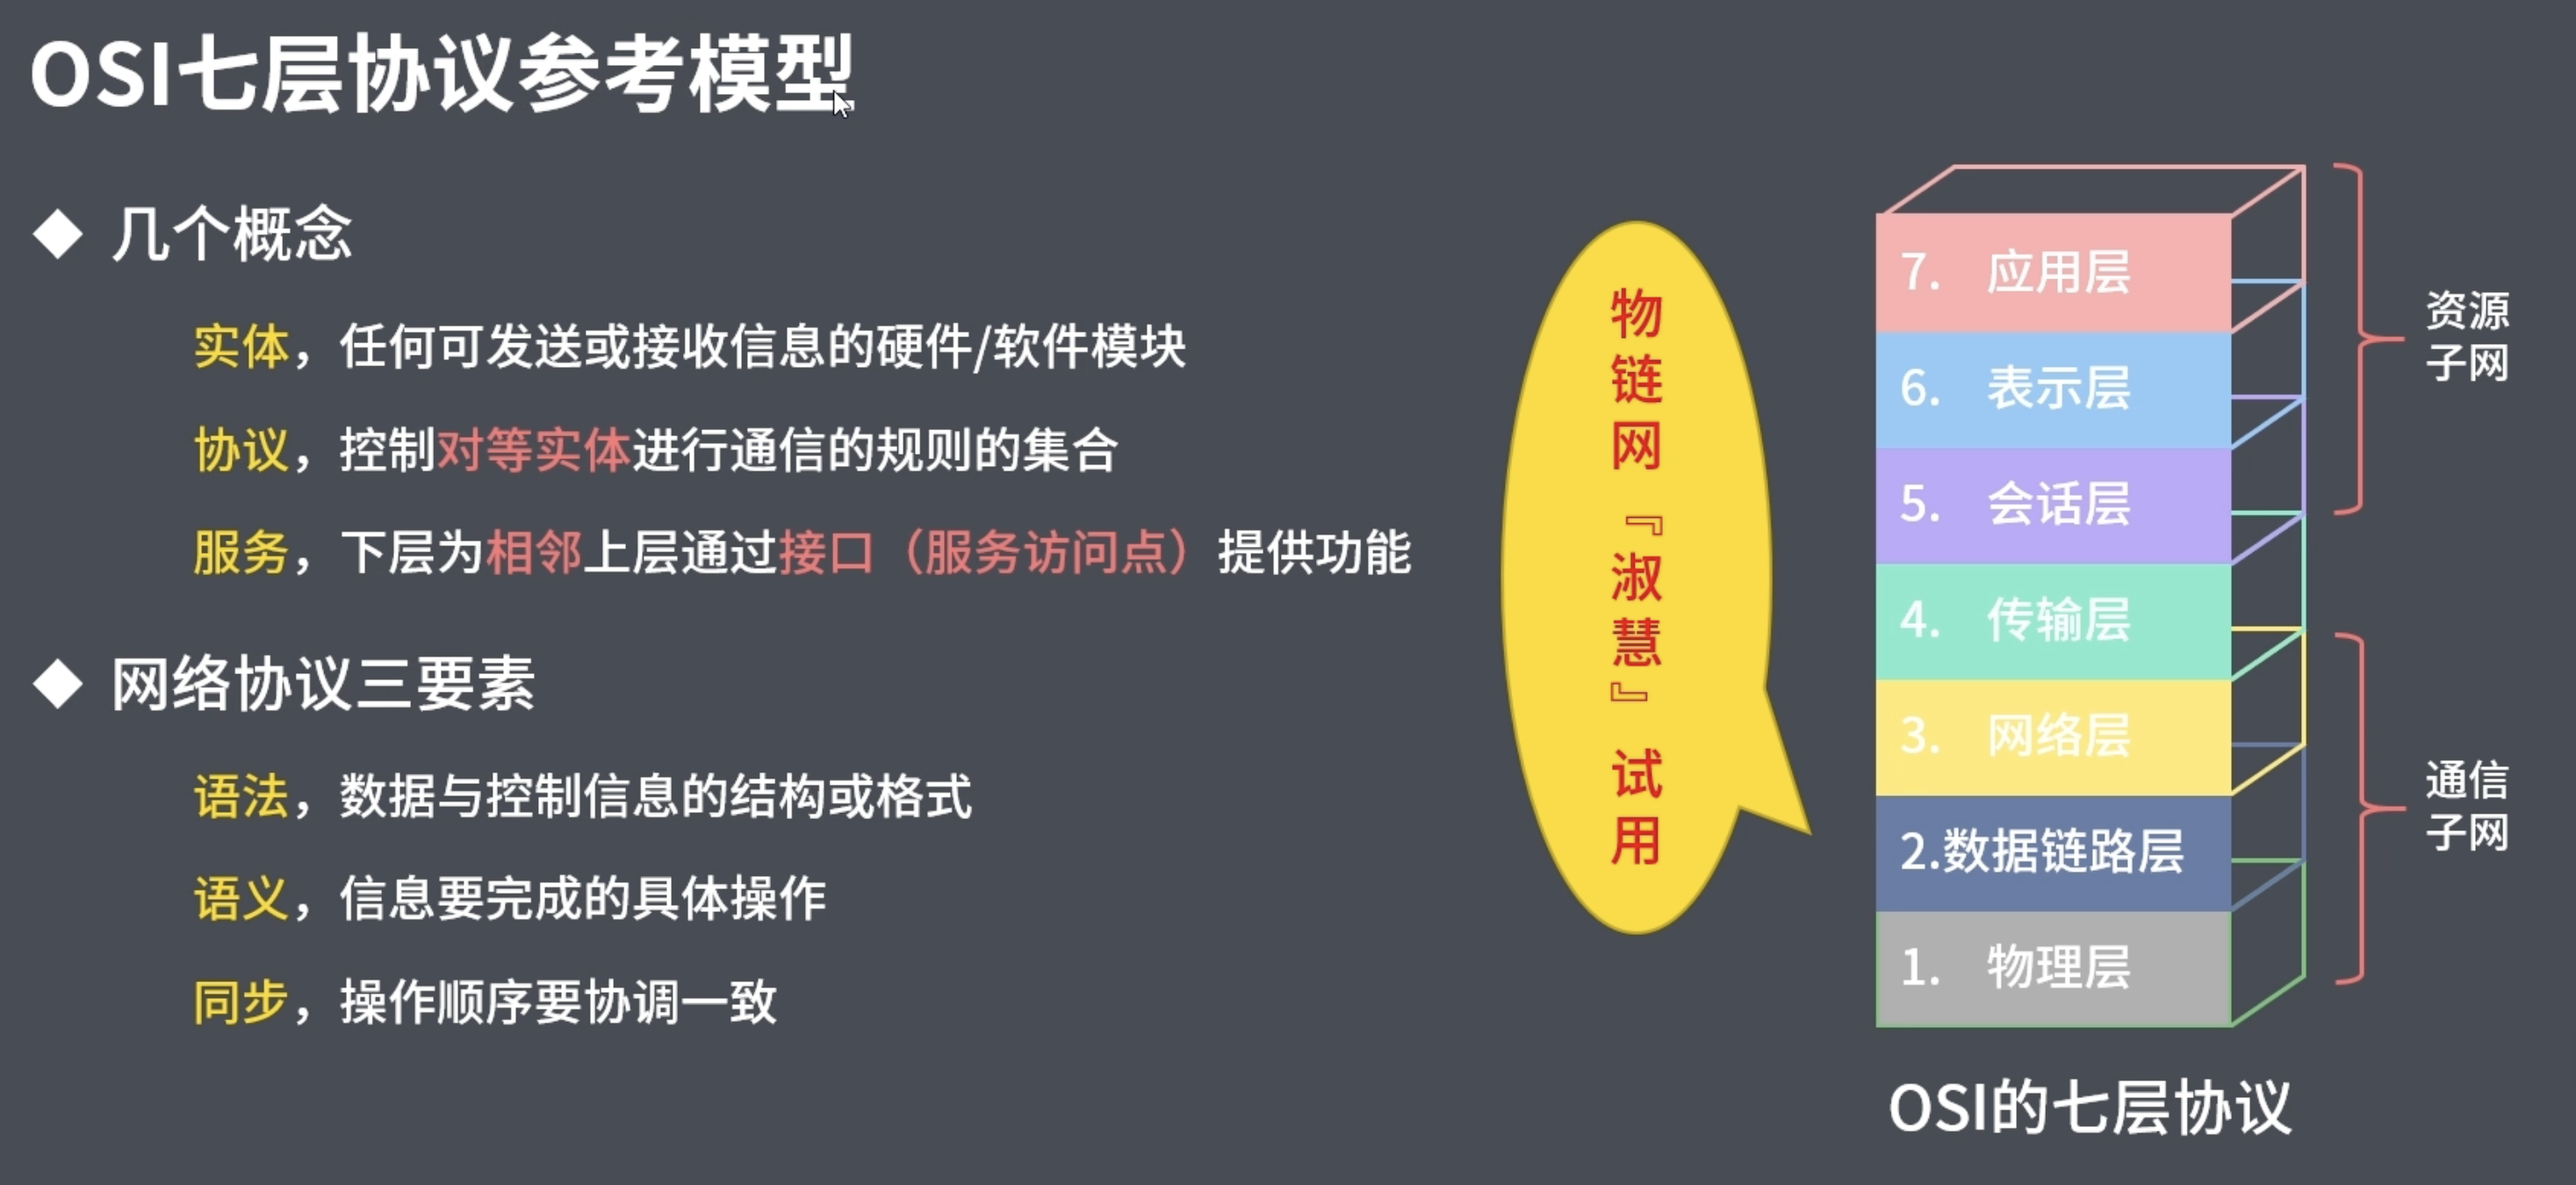 OSI七层协议参考模型
◆ 几个概念
实体，任何可发送或接收信息的硬件/软件模块
协议，控制对等实体进行通信的规则的集合
服务，下层为相邻上层通过接口（服务访问点）提供功能
◆ 网络协议三要素
语法，数据与控制信息的结构或格式
语义，信息要完成的具体操作
同步，操作顺序要协调一致
物链网『淑慧』试用
7. 应用层
6. 表示层
5. 会话层
4. 传输层
3. 网络层
2.数据链路层
1. 物理层
资源
子网
通信
子网
OSI的七层协议